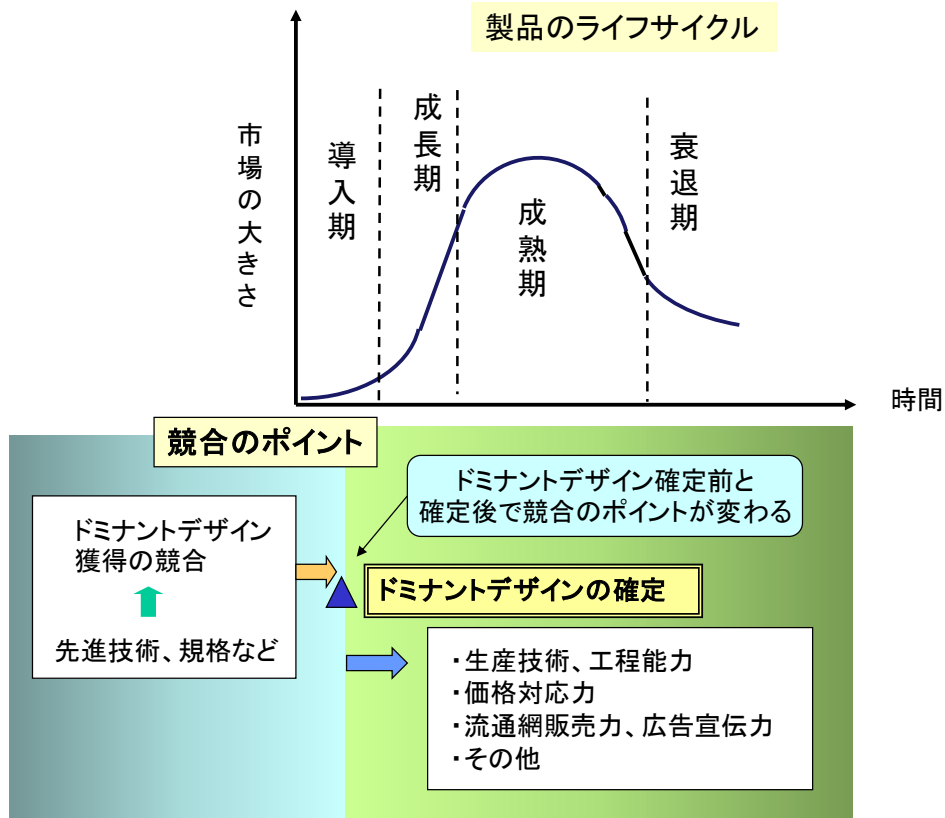 製品のライフサイクル
市場の大きさ
導入期
成長期
成熟期
衰退期
時間
競合のポイント
ドミナントデザイン確定前と
確定後で競合のポイントが変わる
ドミナントデザイン
獲得の競合
先進技術、規格など
ドミナントデザインの確定
・生産技術、工程能力
・価格対応力
・流通網販売力、広告宣伝力
・その他